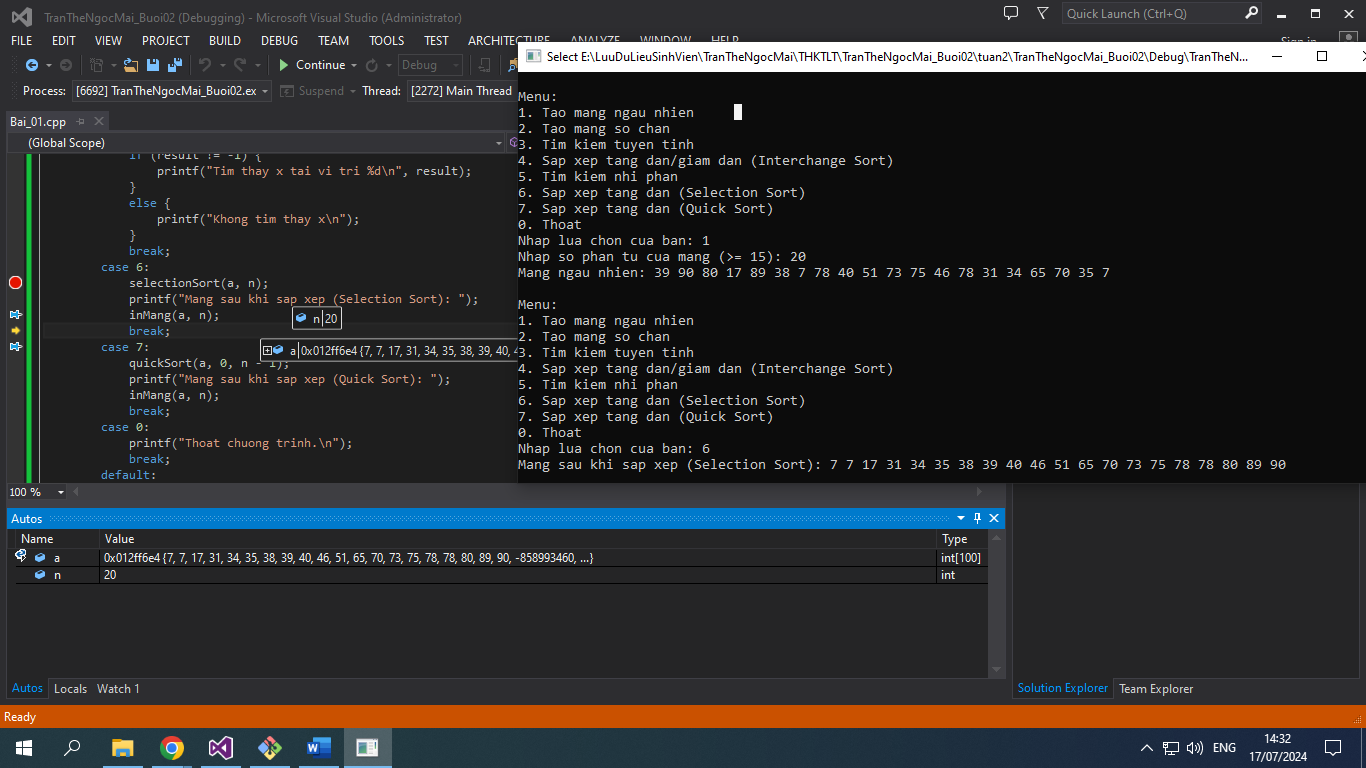 TranTheNgocMai_Buoi02 (Debugging) - Microsoft Visual Studio (Administrator)
Quick Launch (Ctrl+Q)
FILE EDIT VIEW PROJECT BUILD DEBUG TEAM TOOLS TEST ARCHITECTURE ANALYZE WINDOW HELP
Sign in
Continue Debug
Process: [6692] TranTheNgocMai_Buoi02.ex Suspend Thread: [2272] Main Thread
Bai_01.cpp
(Global Scope)
if (result != -1) {
printf("Tim thay x tai vi tri %d\n", result);
}
else {
printf("Khong tim thay x\n");
}
break;
case 6:
selectionSort(a, n);
printf("Mang sau khi sap xep (Selection Sort): ");
inMang(a, n);
n 20
break;
a 0x012ff6e4 {7, 7, 17, 31, 34, 35, 38, 39, 40, 4
case 7:
quickSort(a, 0, n - 1);
printf("Mang sau khi sap xep (Quick Sort): ");
inMang(a, n);
break;
case 0:
printf("Thoat chuong trinh.\n");
break;
default:
100 %
Select E:\LuuDuLieuSinhVien\TranTheNgocMai\THKTLT\TranTheNgocMai_Buoi02\tuan2\TranTheNgocMai_Buoi02\Debug\TranTheN...
Menu:
1. Tao mang ngau nhien
2. Tao mang so chan
3. Tim kiem tuyen tinh
4. Sap xep tang dan/giam dan (Interchange Sort)
5. Tim kiem nhi phan
6. Sap xep tang dan (Selection Sort)
7. Sap xep tang dan (Quick Sort)
0. Thoat
Nhap lua chon cua ban: 1
Nhap so phan tu cua mang (>= 15): 20
Mang ngau nhien: 39 90 80 17 89 38 7 78 40 51 73 75 46 78 31 34 65 70 35 7
Menu:
1. Tao mang ngau nhien
2. Tao mang so chan
3. Tim kiem tuyen tinh
4. Sap xep tang dan/giam dan (Interchange Sort)
5. Tim kiem nhi phan
6. Sap xep tang dan (Selection Sort)
7. Sap xep tang dan (Quick Sort)
0. Thoat
Nhap lua chon cua ban: 6
Mang sau khi sap xep (Selection Sort): 7 7 17 31 34 35 38 39 40 46 51 65 70 73 75 78 78 80 89 90
Autos
Name Value Type
a 0x012ff6e4 {7, 7, 17, 31, 34, 35, 38, 39, 40, 46, 51, 65, 70, 73, 75, 78, 78, 80, 89, 90, -858993460, ...} int[100]
n 20 int
Autos Locals Watch 1
Solution Explorer Team Explorer
Ready
ENG
14:32
17/07/2024